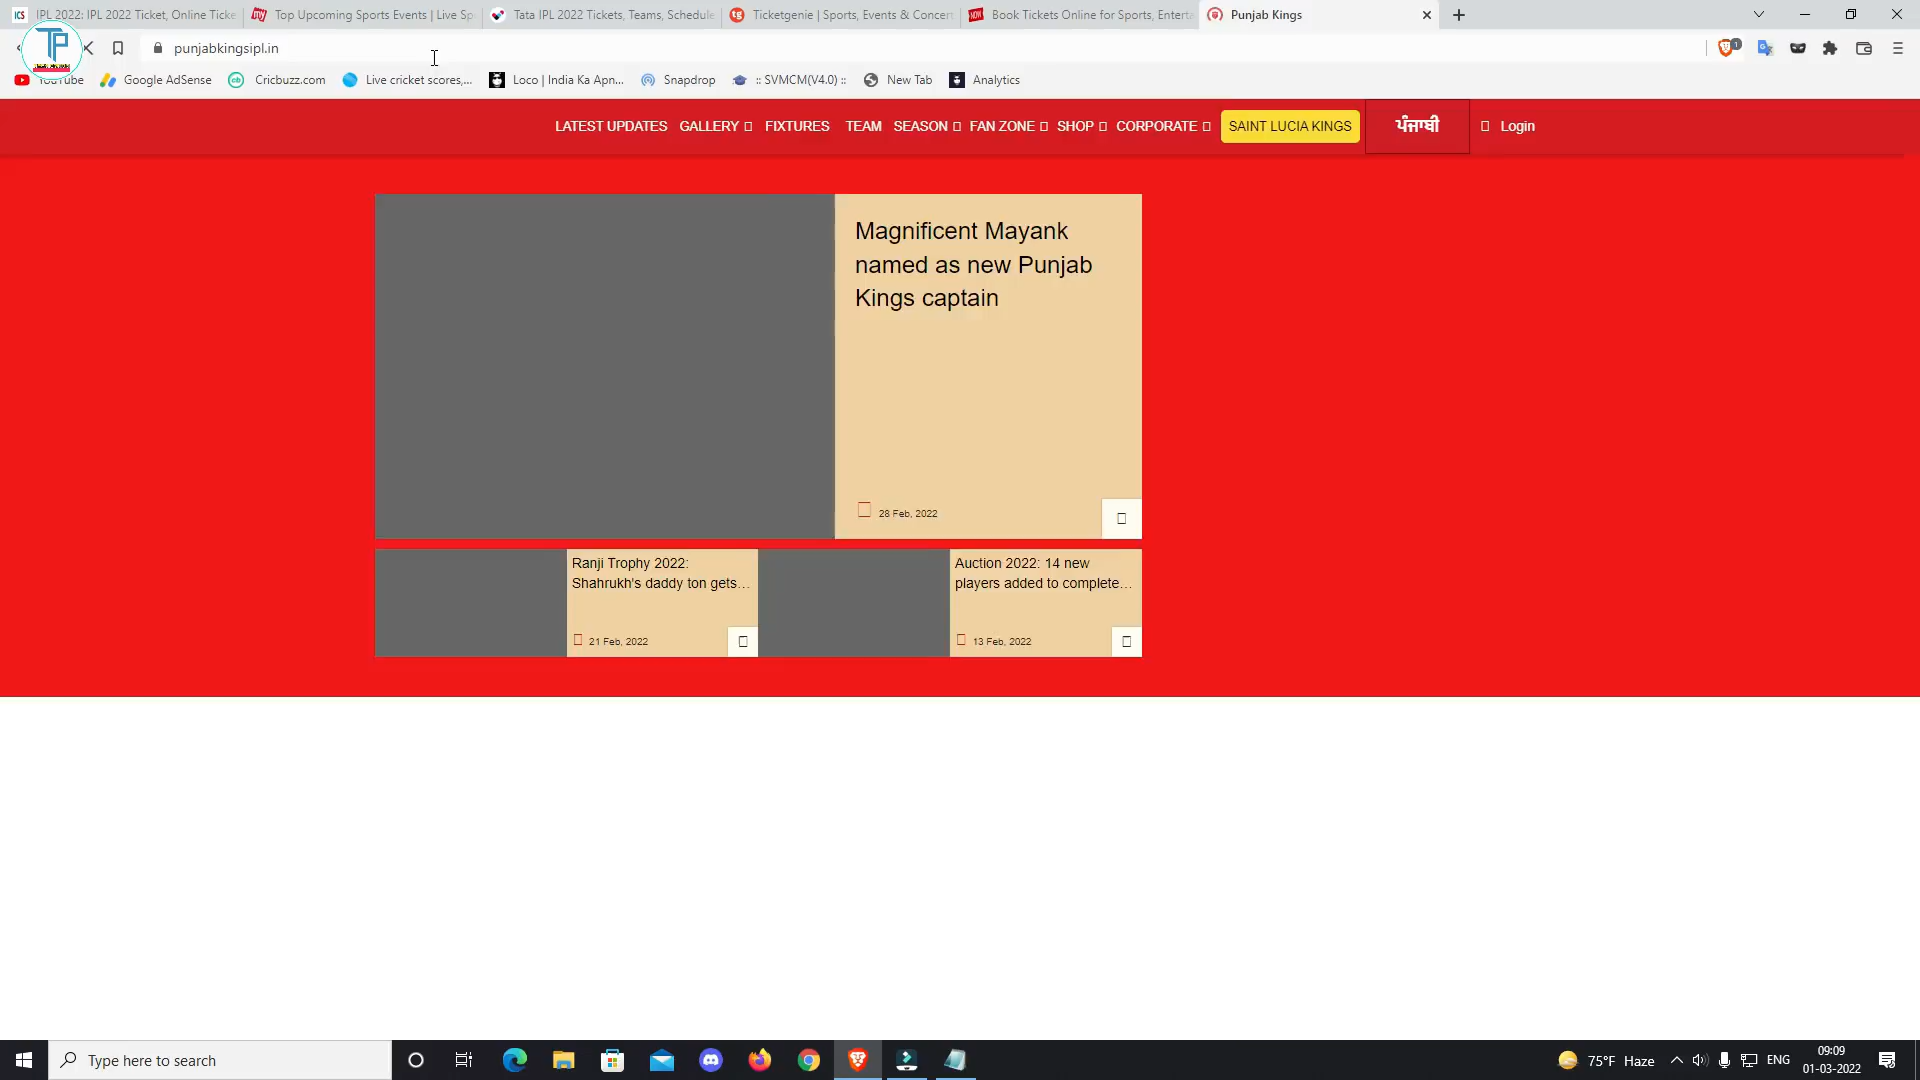 IPL 2022: IPL 2022 Ticket, Online Ticke
Top Upcoming Sports Events | Live Sp
Tata IPL 2022 Tickets, Teams, Schedule
Ticketgenie | Sports, Events & Concert
Book Tickets Online for Sports, Enterta
Punjab Kings
TP
punjabkingsipl.in
YouTube
Google AdSense
Cricbuzz.com
Live cricket scores,...
Loco | India Ka Apn...
Snapdrop
:: SVMCM(V4.0) ::
New Tab
Analytics
LATEST UPDATES GALLERY FIXTURES TEAM SEASON FAN ZONE SHOP CORPORATE SAINT LUCIA KINGS ਪੰਜਾਬੀ Login
Magnificent Mayank
named as new Punjab
Kings captain
28 Feb, 2022
Ranji Trophy 2022:
Shahrukh's daddy ton gets...
21 Feb, 2022
Auction 2022: 14 new
players added to complete...
13 Feb, 2022
Type here to search
75°F Haze
ENG
09:09
01-03-2022